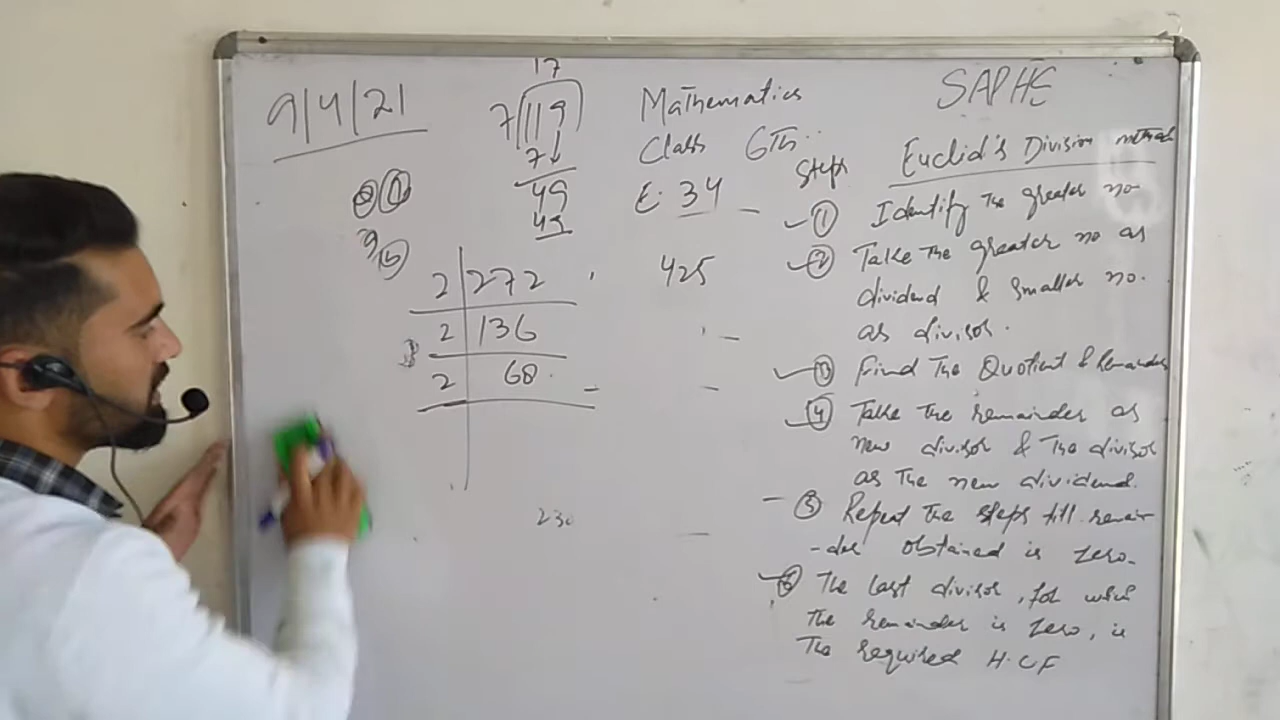 9/4/21
17
7)119
7↓
49
49
Mathematics
Class 6th
E: 34
SAPHS
Euclid's Division method
Steps
① Identify The greater no
② Take The greater no as
dividend & Smaller no.
as divisor.
③ Find The Quotient & Remainder
④ Take The remainder as
new divisor & The divisor
as The new dividend.
⑤ Repeat The steps till remain
-der obtained is zero.
⑥ The last divisor, for which
The remainder is zero, is
The required H.C.F
2 | 272 , 425
2 | 136
2 | 68
230